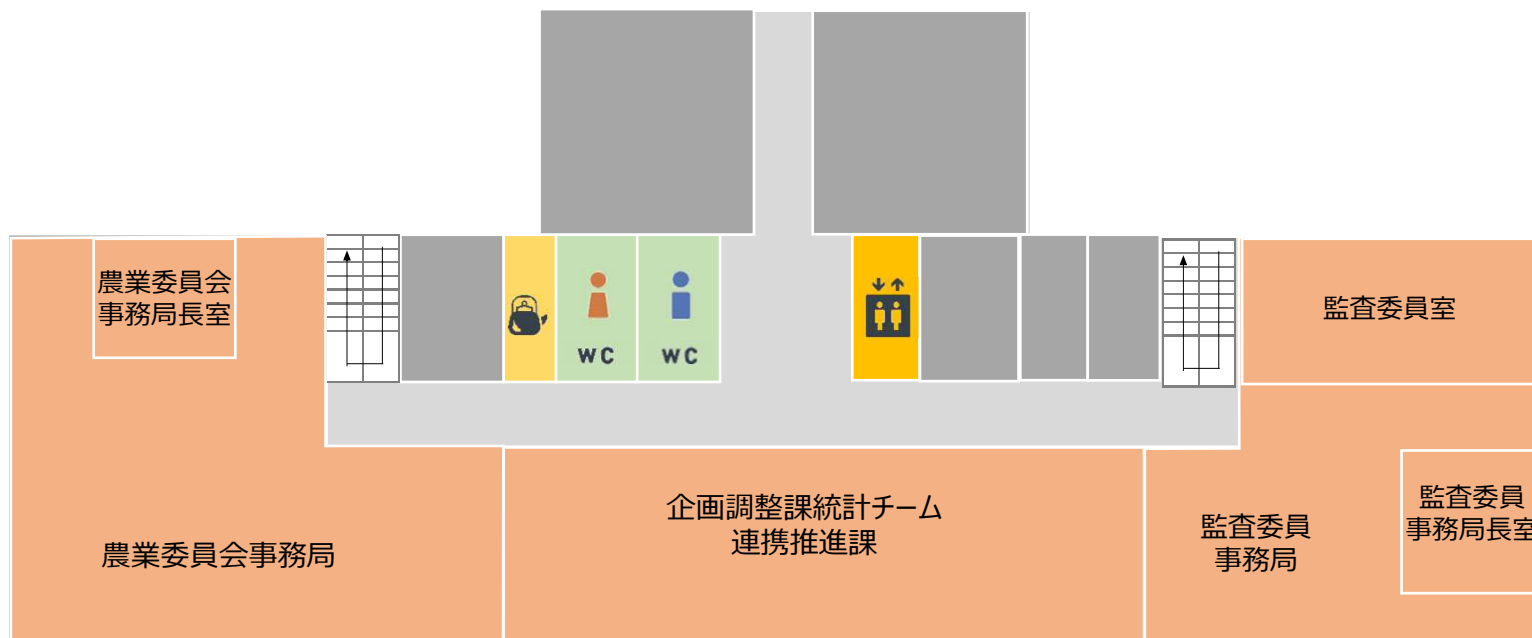 農業委員会
事務局長室
WC
WC
監査委員室
企画調整課統計チーム
連携推進課
監査委員
事務局長室
監査委員
事務局
農業委員会事務局